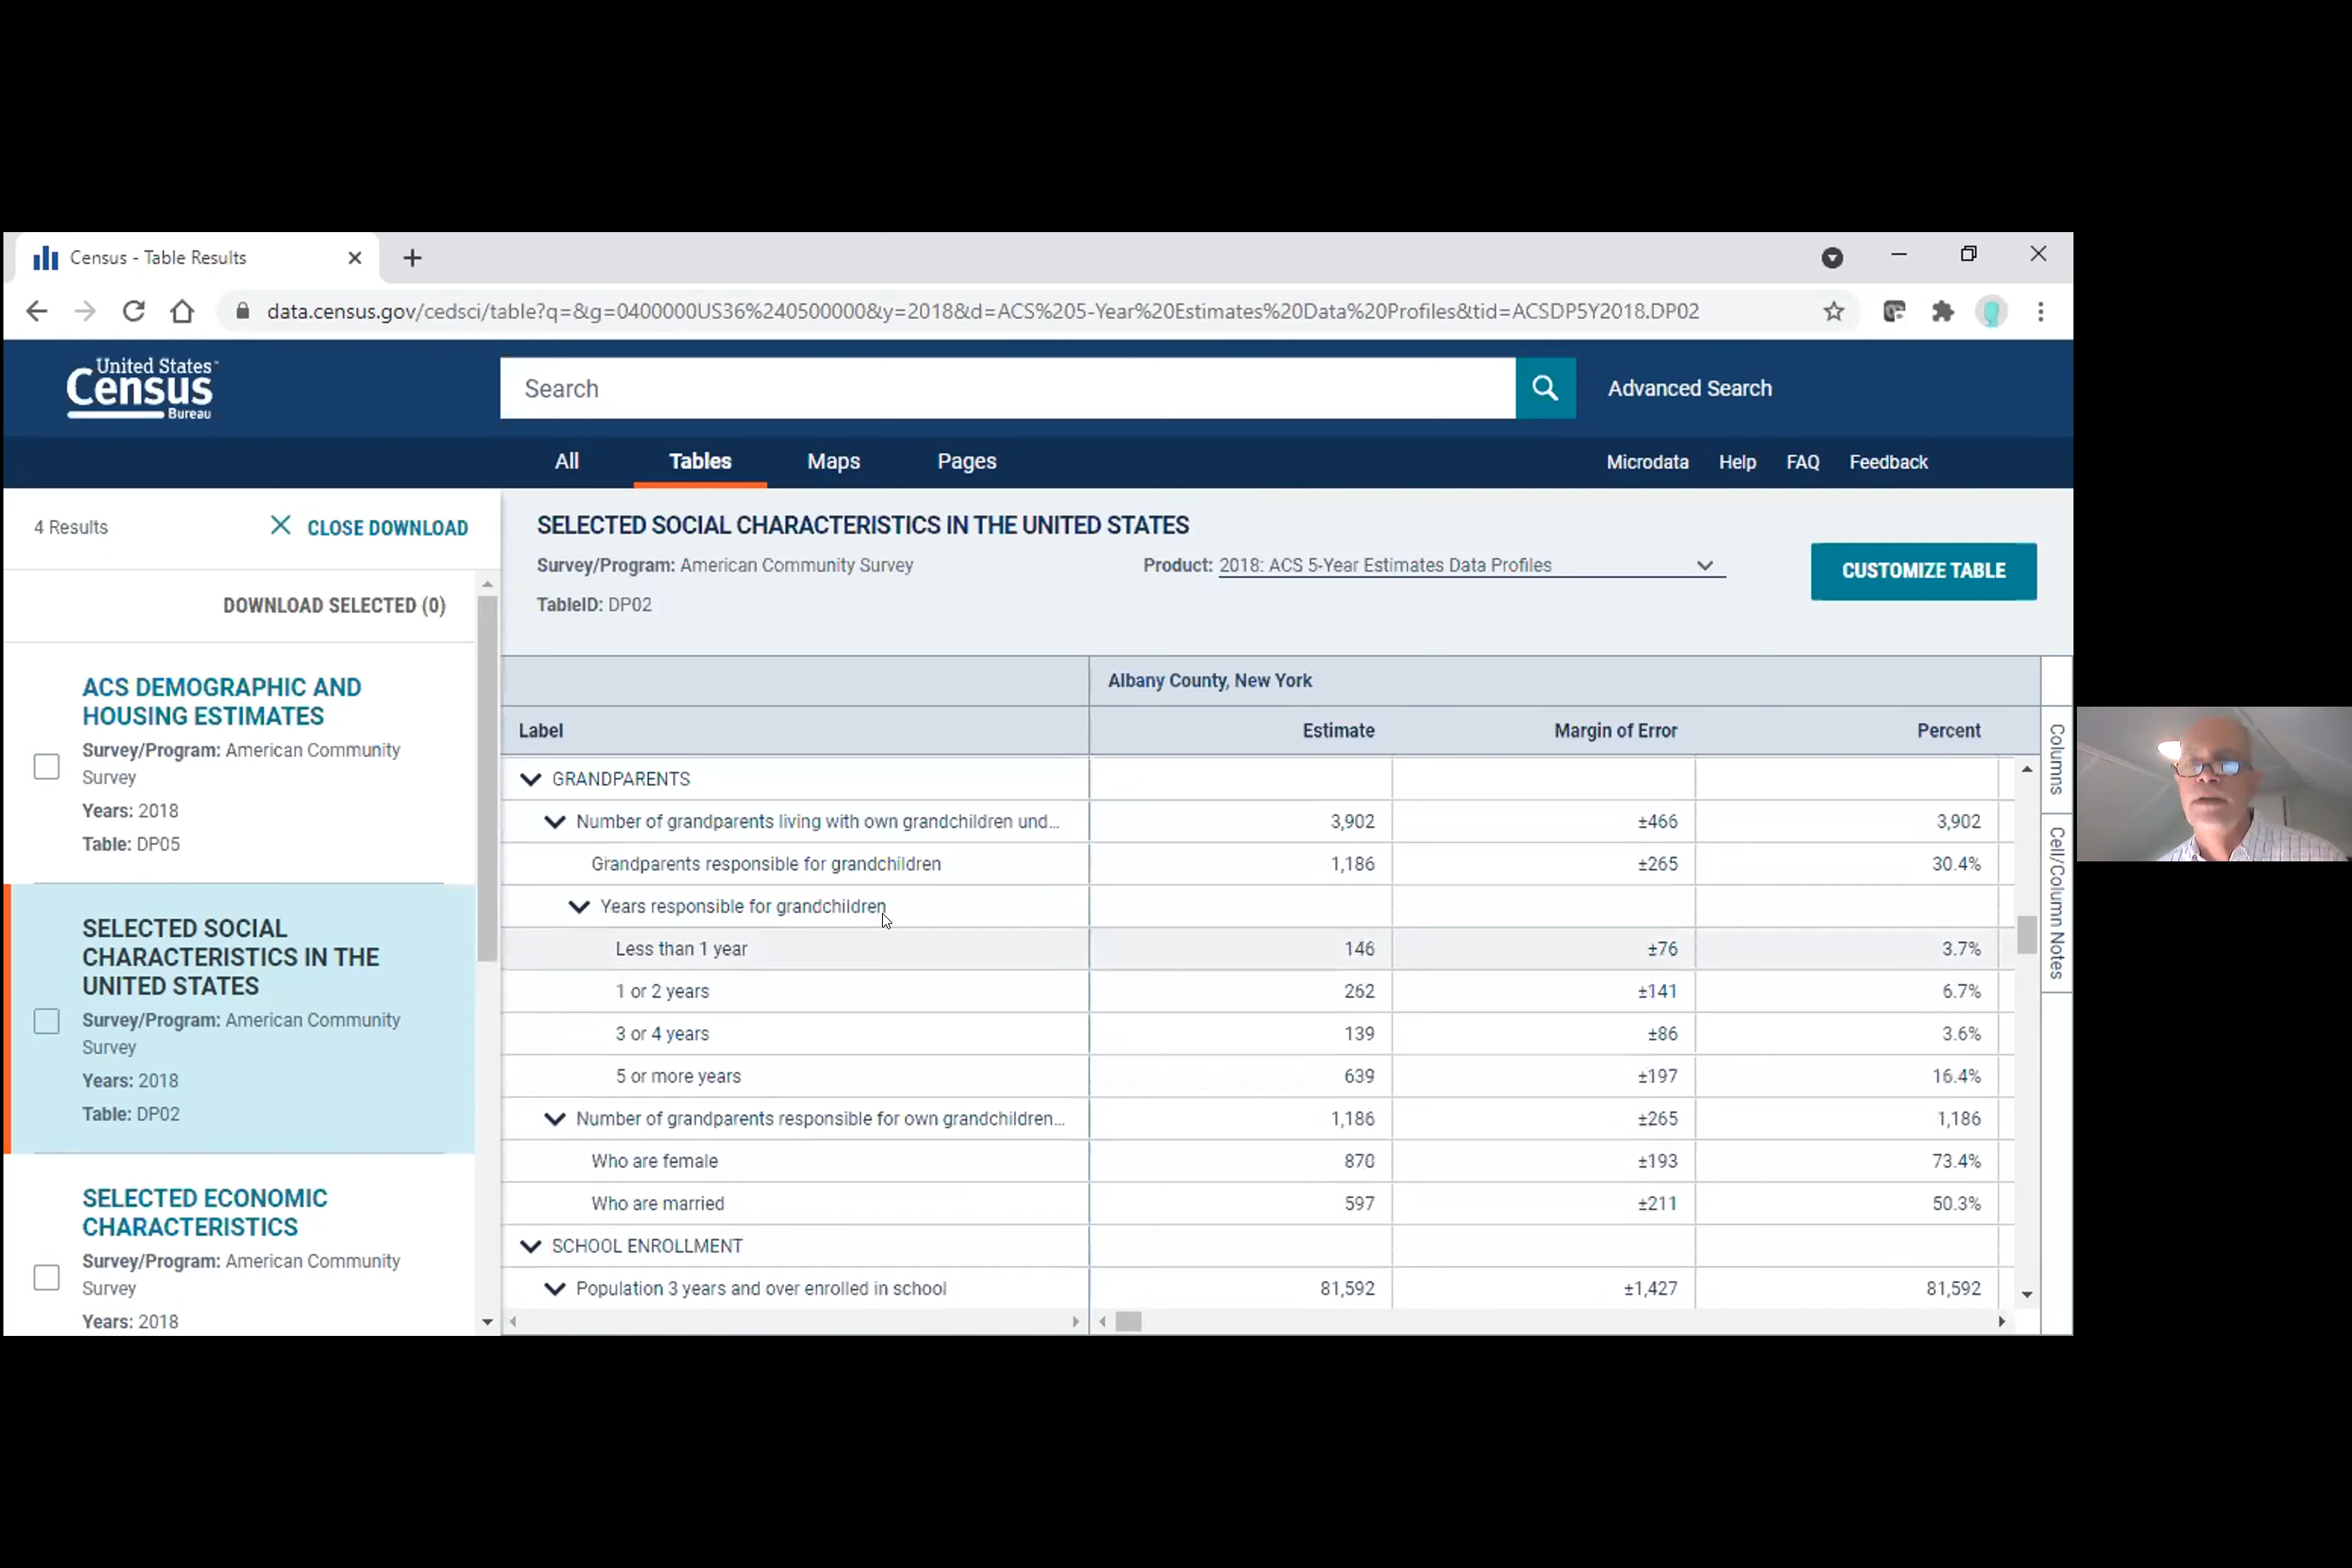 Census - Table Results
data.census.gov/cedsci/table?q=&g=0400000US36%240500000&y=2018&d=ACS%205-Year%20Estimates%20Data%20Profiles&tid=ACSDP5Y2018.DP02
United States™
Census
Bureau
Search
Advanced Search
All Tables Maps Pages Microdata Help FAQ Feedback
4 Results CLOSE DOWNLOAD
DOWNLOAD SELECTED (0)
ACS DEMOGRAPHIC AND
HOUSING ESTIMATES
Survey/Program: American Community
Survey
Years: 2018
Table: DP05
SELECTED SOCIAL
CHARACTERISTICS IN THE
UNITED STATES
Survey/Program: American Community
Survey
Years: 2018
Table: DP02
SELECTED ECONOMIC
CHARACTERISTICS
Survey/Program: American Community
Survey
Years: 2018
SELECTED SOCIAL CHARACTERISTICS IN THE UNITED STATES
Survey/Program: American Community Survey Product: 2018: ACS 5-Year Estimates Data Profiles
TableID: DP02
CUSTOMIZE TABLE
Albany County, New York
Label Estimate Margin of Error Percent
GRANDPARENTS
Number of grandparents living with own grandchildren und... 3,902 ±466 3,902
Grandparents responsible for grandchildren 1,186 ±265 30.4%
Years responsible for grandchildren
Less than 1 year 146 ±76 3.7%
1 or 2 years 262 ±141 6.7%
3 or 4 years 139 ±86 3.6%
5 or more years 639 ±197 16.4%
Number of grandparents responsible for own grandchildren... 1,186 ±265 1,186
Who are female 870 ±193 73.4%
Who are married 597 ±211 50.3%
SCHOOL ENROLLMENT
Population 3 years and over enrolled in school 81,592 ±1,427 81,592
Columns
Cell/Column Notes